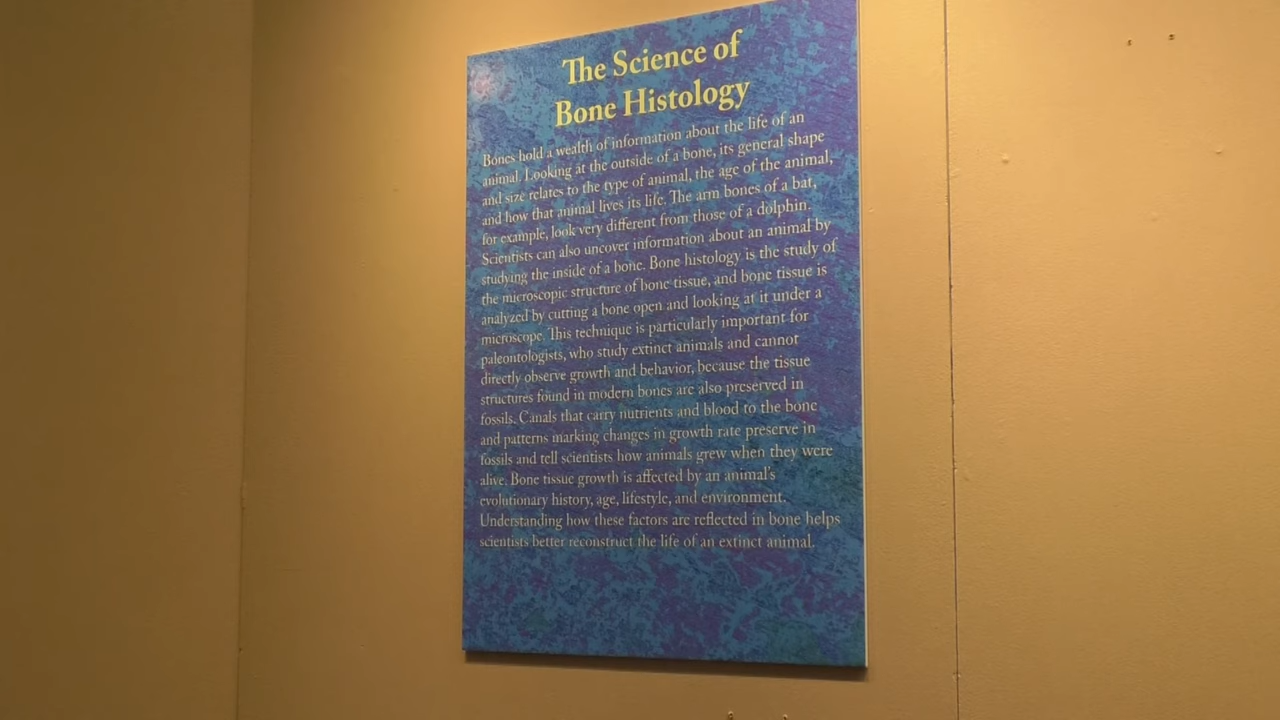 The Science of
Bone Histology
Bones hold a wealth of information about the life of an
animal. Looking at the outside of a bone, its general shape
and size relates to the type of animal, the age of the animal,
and how that animal lives its life. The arm bones of a bat,
for example, look very different from those of a dolphin.
Scientists can also uncover information about an animal by
studying the inside of a bone. Bone histology is the study of
the microscopic structure of bone tissue, and bone tissue is
analyzed by cutting a bone open and looking at it under a
microscope. This technique is particularly important for
paleontologists, who study extinct animals and cannot
directly observe growth and behavior, because the tissue
structures found in modern bones are also preserved in
fossils. Canals that carry nutrients and blood to the bone
and patterns marking changes in growth rate preserve in
fossils and tell scientists how animals grew when they were
alive. Bone tissue growth is affected by an animal's
evolutionary history, age, lifestyle, and environment.
Understanding how these factors are reflected in bone helps
scientists better reconstruct the life of an extinct animal.